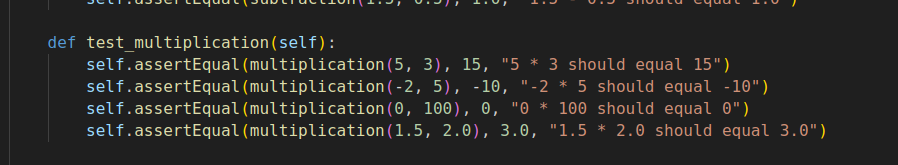 self.assertEqual(subtraction(1.5, 0.5), 1.0, "1.5 - 0.5 should equal 1.0")
def test_multiplication(self):
self.assertEqual(multiplication(5, 3), 15, "5 * 3 should equal 15")
self.assertEqual(multiplication(-2, 5), -10, "-2 * 5 should equal -10")
self.assertEqual(multiplication(0, 100), 0, "0 * 100 should equal 0")
self.assertEqual(multiplication(1.5, 2.0), 3.0, "1.5 * 2.0 should equal 3.0")